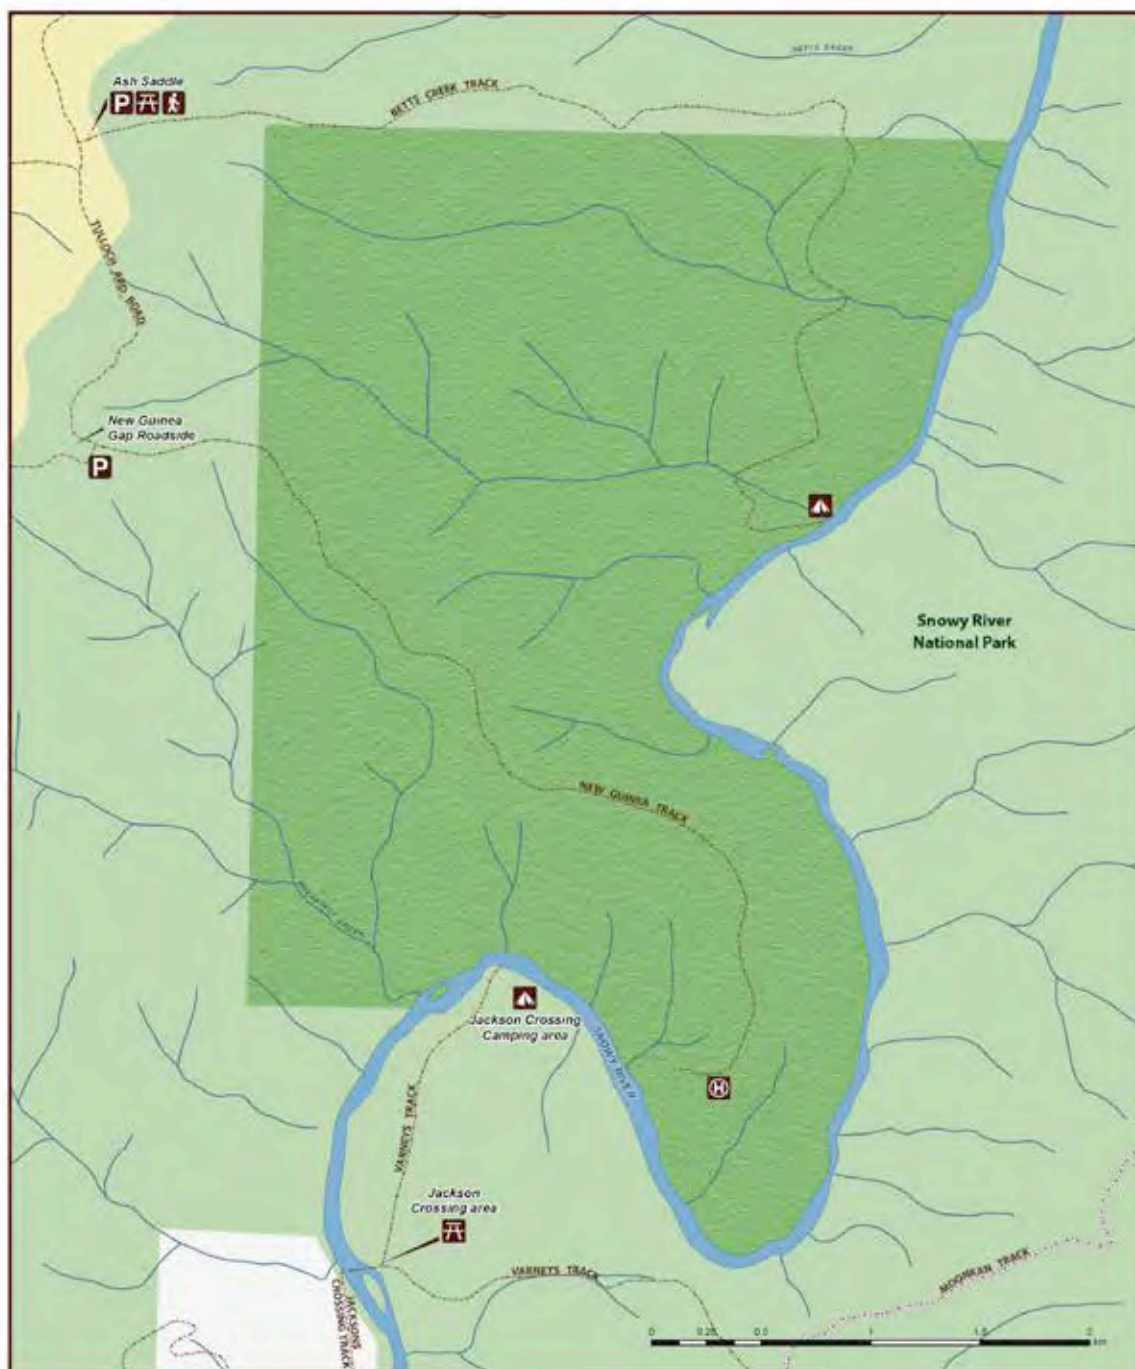 BETTS CREEK
Ash Saddle
P
BETTS CREEK TRACK
TULLOCH ARD ROAD
New Guinea
Gap Roadside
P
Snowy River
National Park
NEW GUINEA TRACK
Jackson Crossing
Camping area
SNOWY RIVER
H
VARNEYS TRACK
Jackson
Crossing area
VARNEYS TRACK
MOONKAN TRACK
JACKSONS
CROSSING TRACK
0 0.25 0.5 1 1.5 2
km